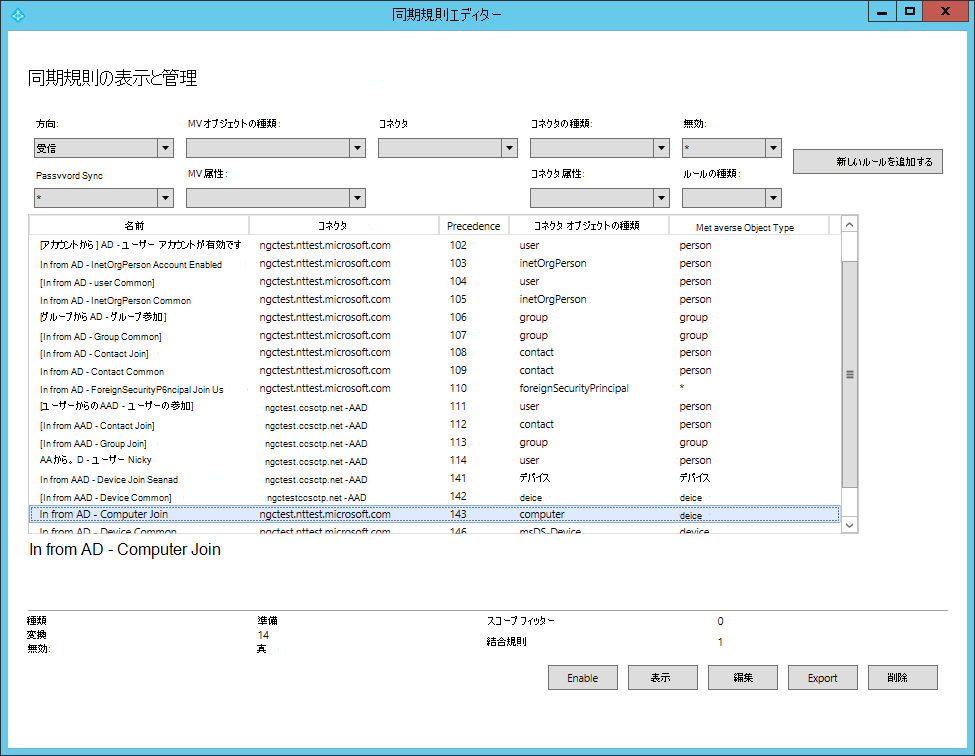 同期規則エディター
同期規則の表示と管理
方向: MVオブジェクトの種類: コネクタ コネクタの種類: 無効:
受信 *
新しいルールを追加する
Passvvord Sync MV属性: コネクタ属性: ルールの種類:
*
名前 コネクタ Precedence コネクタ オブジェクトの種類 Met averse Object Type
[アカウントから] AD - ユーザー アカウントが有効です ngctest.nttest.microsoft.com 102 user person
In from AD - InetOrgPerson Account Enabled ngctest.nttest.microsoft.com 103 inetOrgPerson person
[In from AD - user Common] ngctest.nttest.microsoft.com 104 user person
In from AD - InetOrgPerson Common ngctest.nttest.microsoft.com 105 inetOrgPerson person
[グループから AD - グループ参加] ngctest.nttest.microsoft.com 106 group group
[In from AD - Group Common] ngctest.nttest.microsoft.com 107 group group
[In from AD - Contact Join] ngctest.nttest.microsoft.com 108 contact person
In from AD - Contact Common ngctest.nttest.microsoft.com 109 contact person
In from AD - ForeignSecurityP6ncipal Join Us ngctest.nttest.microsoft.com 110 foreignSecurityPrincipal *
[ユーザーからのAAD - ユーザーの参加] ngctest.ccsctp.net -AAD 111 user person
[In from AAD - Contact Join] ngctest.ccsctp.net -AAD 112 contact person
[In from AAD - Group Join] ngctest.ccsctp.net -AAD 113 group group
AAから。D - ユーザー Nicky ngctest.ccsctp.net -AAD 114 user person
In from AAD - Device Join Seanad ngctest.ccsctp.net -AAD 141 デバイス デバイス
[In from AAD - Device Common] ngctestccsctp.net -AAD 142 deice deice
In from AD - Computer Join ngctest.nttest.microsoft.com 143 computer deice
In from AD - Device Common ngctest.nttest.microsoft.com 146 msDS-Device device
In from AD - Computer Join
種類 準備 スコープ フィッター 0
変換 14 結合規則 1
無効: 真
Enable 表示 編集 Export 削除